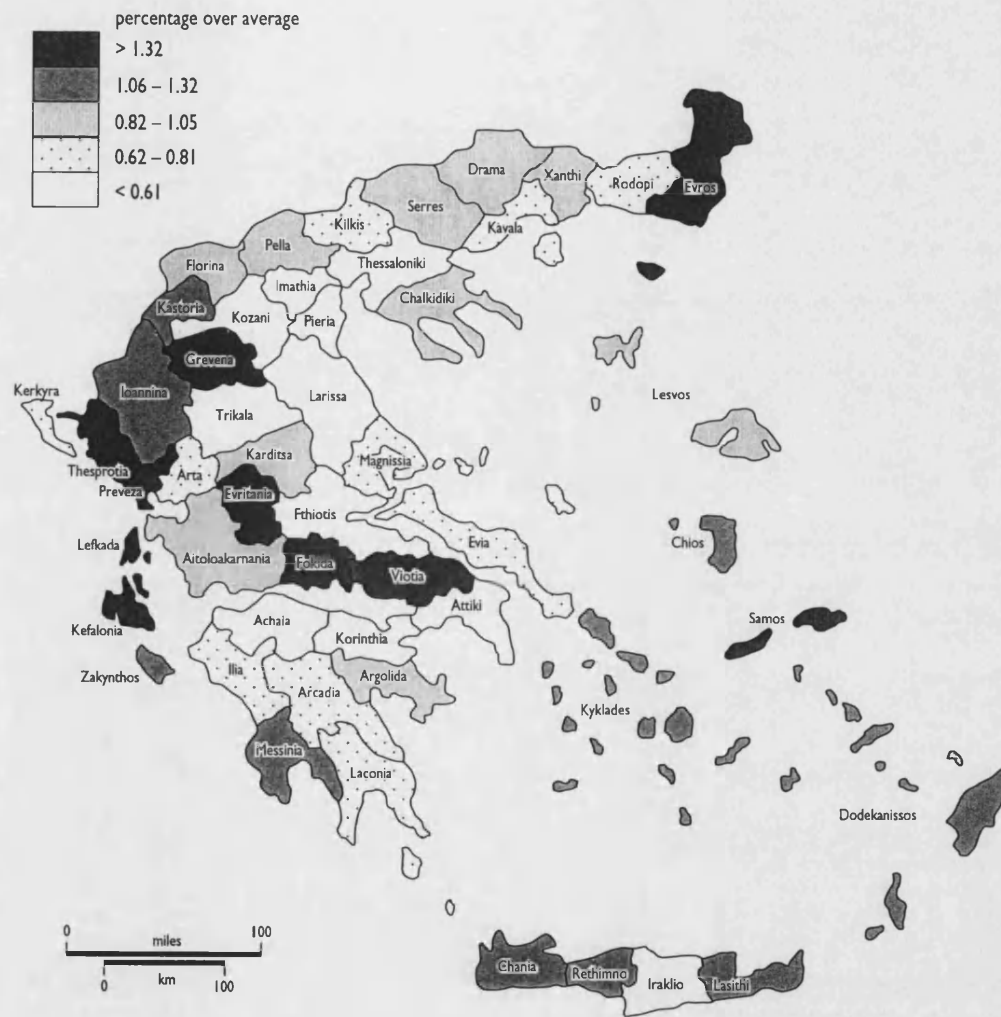 percentage over average
> 1.32
1.06 – 1.32
0.82 – 1.05
0.62 – 0.81
< 0.61
Drama
Xanthi
Rodopi
Evros
Serres
Kilkis
Kavala
Pella
Thessaloniki
Florina
Imathia
Chalkidiki
Kastoria
Kozani
Pieria
Grevena
Kerkyra
Ioannina
Larissa
Lesvos
Trikala
Karditsa
Magnissia
Thesprotia
Arta
Preveza
Evritania
Fthiotis
Lefkada
Aitoloakarnania
Evia
Chios
Fokida
Viotia
Attiki
Kefalonia
Achaia
Korinthia
Samos
Zakynthos
Ilia
Arcadia
Argolida
Kyklades
Messinia
Laconia
Dodekanissos
0 miles 100
0 km 100
Chania
Rethimno
Iraklio
Lasithi